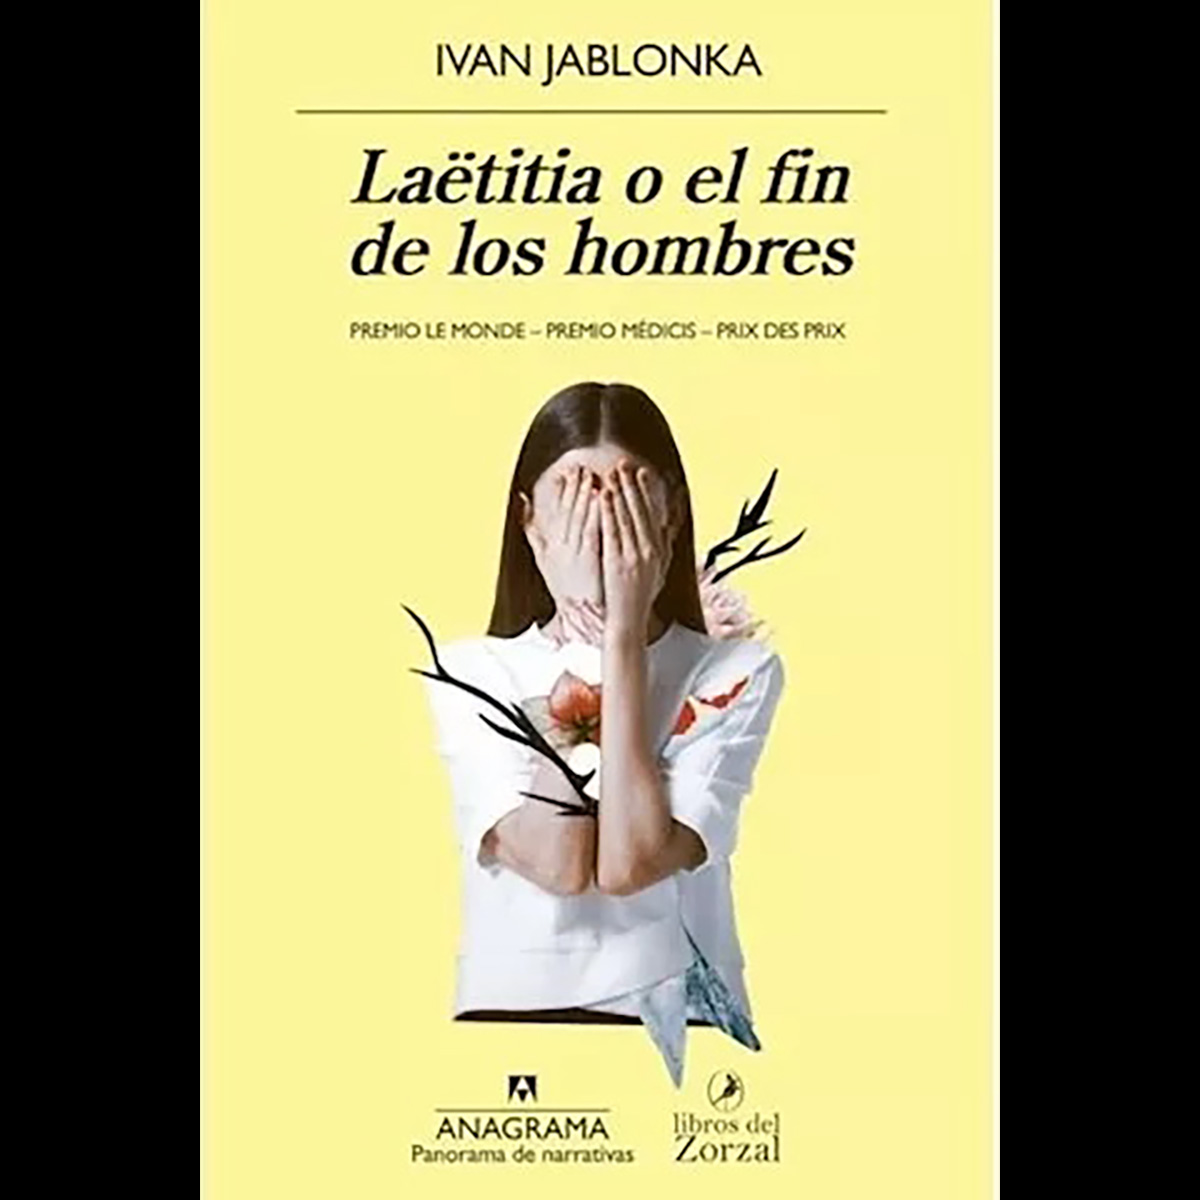 IVAN JABLONKA
Laëtitia o el fin
de los hombres
PREMIO LE MONDE – PREMIO MÉDICIS – PRIX DES PRIX
ANAGRAMA
Panorama de narrativas
libros del
Zorzal